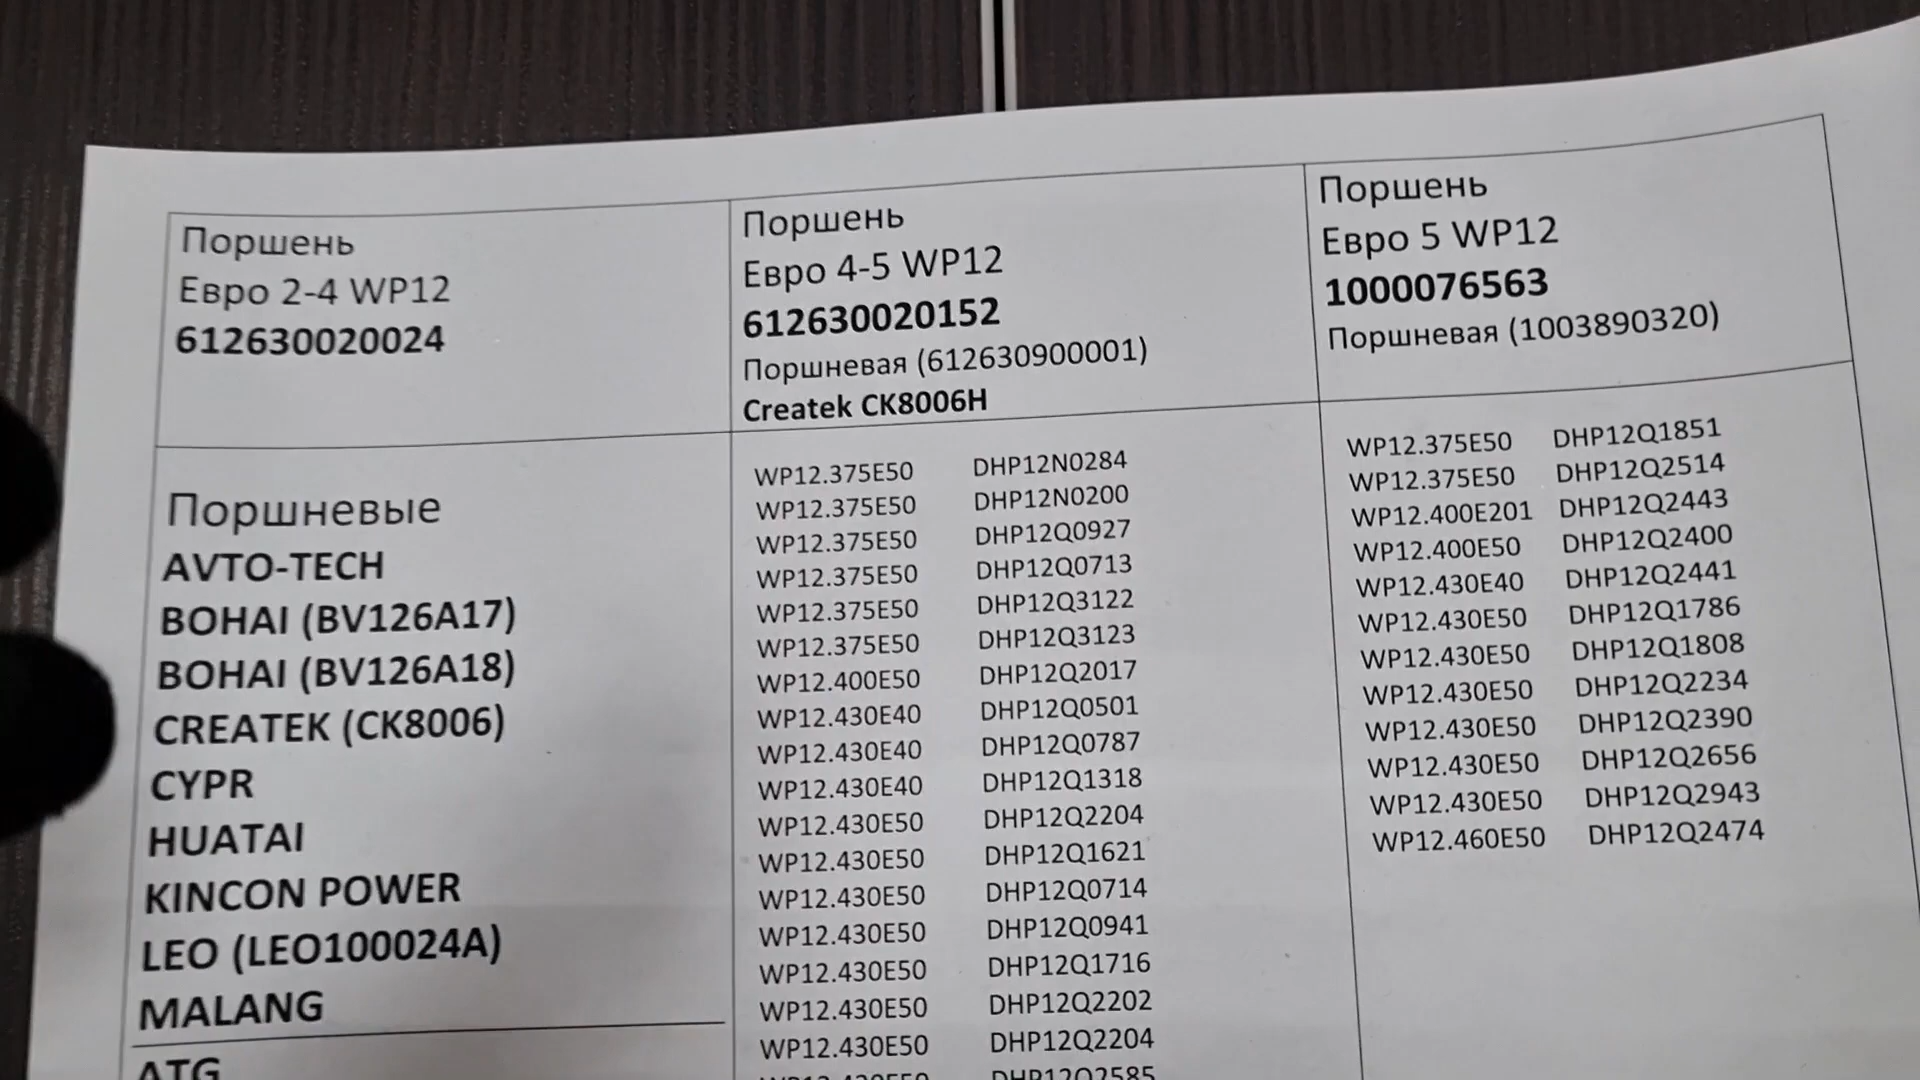 Поршень
Евро 2-4 WP12
612630020024
Поршневые
AVTO-TECH
BOHAI (BV126A17)
BOHAI (BV126A18)
CREATEK (CK8006)
CYPR
HUATAI
KINCON POWER
LEO (LEO100024A)
MALANG
ATG
Поршень
Евро 4-5 WP12
612630020152
Поршневая (612630900001)
Createk CK8006H
WP12.375E50 DHP12N0284
WP12.375E50 DHP12N0200
WP12.375E50 DHP12Q0927
WP12.375E50 DHP12Q0713
WP12.375E50 DHP12Q3122
WP12.375E50 DHP12Q3123
WP12.400E50 DHP12Q2017
WP12.430E40 DHP12Q0501
WP12.430E40 DHP12Q0787
WP12.430E40 DHP12Q1318
WP12.430E50 DHP12Q2204
WP12.430E50 DHP12Q1621
WP12.430E50 DHP12Q0714
WP12.430E50 DHP12Q0941
WP12.430E50 DHP12Q1716
WP12.430E50 DHP12Q2202
WP12.430E50 DHP12Q2204
WP12.430E50 DHP12Q2585
Поршень
Евро 5 WP12
1000076563
Поршневая (1003890320)
WP12.375E50 DHP12Q1851
WP12.375E50 DHP12Q2514
WP12.400E201 DHP12Q2443
WP12.400E50 DHP12Q2400
WP12.430E40 DHP12Q2441
WP12.430E50 DHP12Q1786
WP12.430E50 DHP12Q1808
WP12.430E50 DHP12Q2234
WP12.430E50 DHP12Q2390
WP12.430E50 DHP12Q2656
WP12.430E50 DHP12Q2943
WP12.460E50 DHP12Q2474